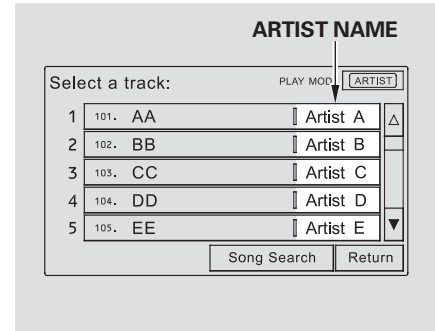 ARTIST NAME
Select a track: PLAY MOD ARTIST
1 101. AA Artist A
2 102. BB Artist B
3 103. CC Artist C
4 104. DD Artist D
5 105. EE Artist E
Song Search Return